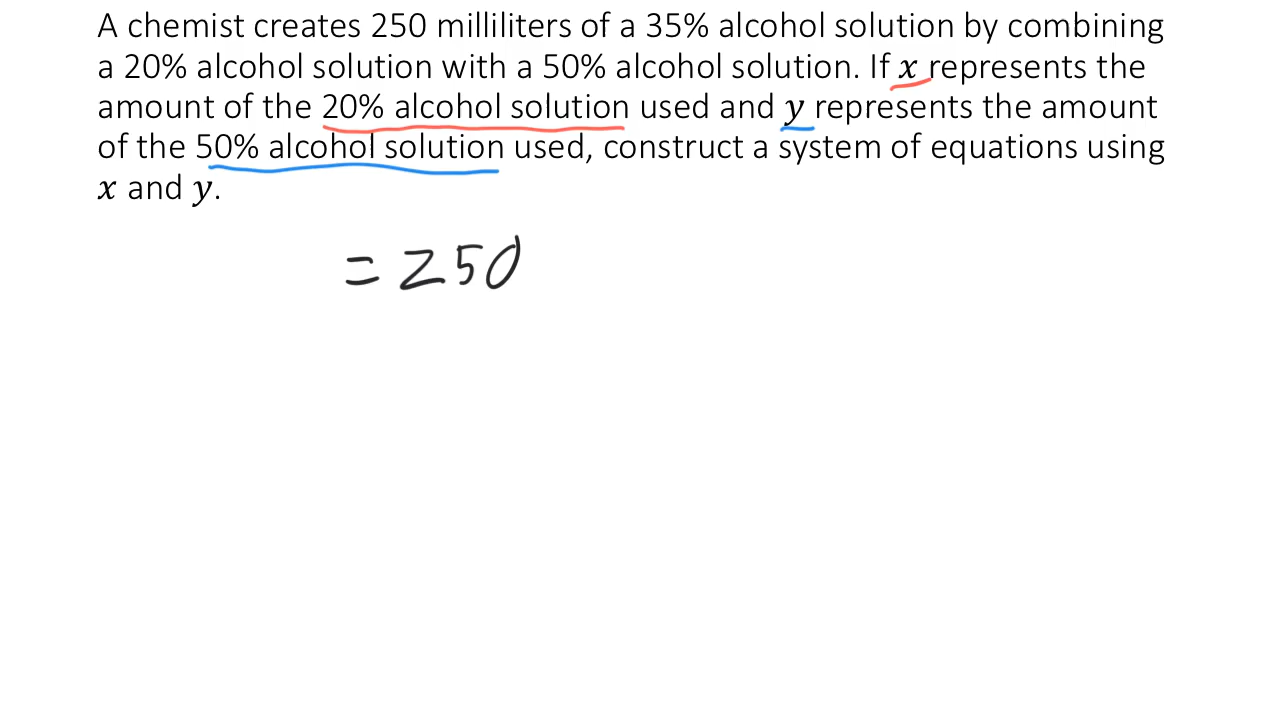 A chemist creates 250 milliliters of a 35% alcohol solution by combining
a 20% alcohol solution with a 50% alcohol solution. If x represents the
amount of the 20% alcohol solution used and y represents the amount
of the 50% alcohol solution used, construct a system of equations using
x and y.
= 250